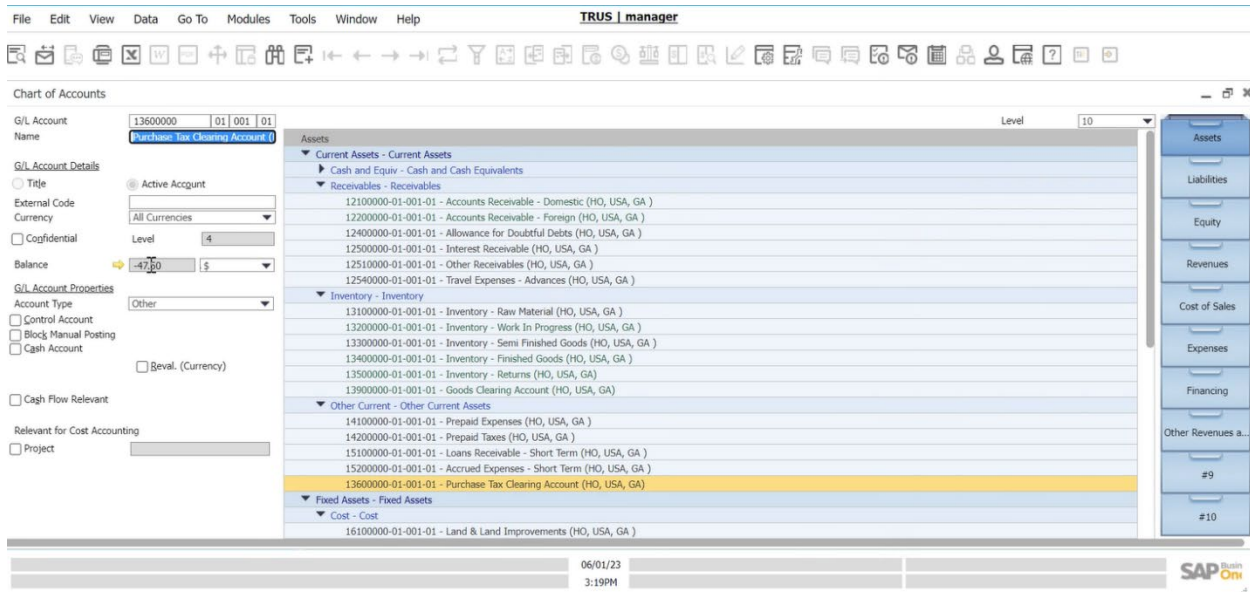 File Edit View Data Go To Modules Tools Window Help TRUS | manager
Chart of Accounts
G/L Account 13600000 01 001 01
Name Purchase Tax Clearing Account (
G/L Account Details
Title Active Account
External Code
Currency All Currencies
Confidential Level 4
Balance -47.60 $
G/L Account Properties
Account Type Other
Control Account
Block Manual Posting
Cash Account
Reval. (Currency)
Cash Flow Relevant
Relevant for Cost Accounting
Project
Level 10
Assets
Current Assets - Current Assets
Cash and Equiv - Cash and Cash Equivalents
Receivables - Receivables
12100000-01-001-01 - Accounts Receivable - Domestic (HO, USA, GA )
12200000-01-001-01 - Accounts Receivable - Foreign (HO, USA, GA )
12400000-01-001-01 - Allowance for Doubtful Debts (HO, USA, GA )
12500000-01-001-01 - Interest Receivable (HO, USA, GA )
12510000-01-001-01 - Other Receivables (HO, USA, GA )
12540000-01-001-01 - Travel Expenses - Advances (HO, USA, GA )
Inventory - Inventory
13100000-01-001-01 - Inventory - Raw Material (HO, USA, GA )
13200000-01-001-01 - Inventory - Work In Progress (HO, USA, GA )
13300000-01-001-01 - Inventory - Semi Finished Goods (HO, USA, GA )
13400000-01-001-01 - Inventory - Finished Goods (HO, USA, GA )
13500000-01-001-01 - Inventory - Returns (HO, USA, GA)
13900000-01-001-01 - Goods Clearing Account (HO, USA, GA)
Other Current - Other Current Assets
14100000-01-001-01 - Prepaid Expenses (HO, USA, GA )
14200000-01-001-01 - Prepaid Taxes (HO, USA, GA )
15100000-01-001-01 - Loans Receivable - Short Term (HO, USA, GA )
15200000-01-001-01 - Accrued Expenses - Short Term (HO, USA, GA )
13600000-01-001-01 - Purchase Tax Clearing Account (HO, USA, GA)
Fixed Assets - Fixed Assets
Cost - Cost
16100000-01-001-01 - Land & Land Improvements (HO, USA, GA )
Assets
Liabilities
Equity
Revenues
Cost of Sales
Expenses
Financing
Other Revenues a...
#9
#10
06/01/23
3:19PM
SAP Busin
One